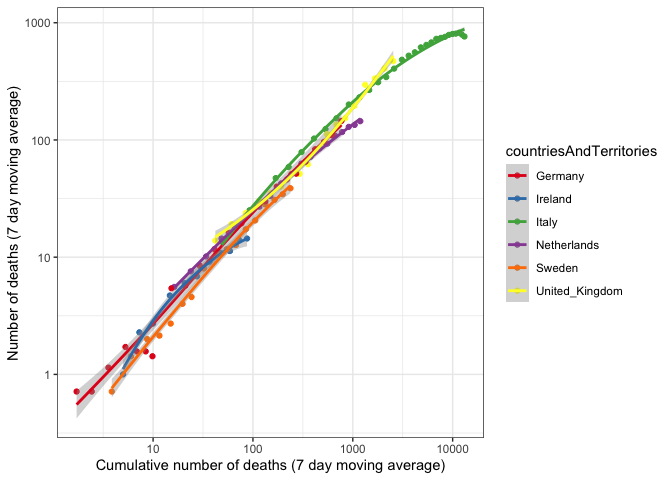 1000
100
10
1
Number of deaths (7 day moving average)
10
100
1000
10000
Cumulative number of deaths (7 day moving average)
countriesAndTerritories
Germany
Ireland
Italy
Netherlands
Sweden
United_Kingdom